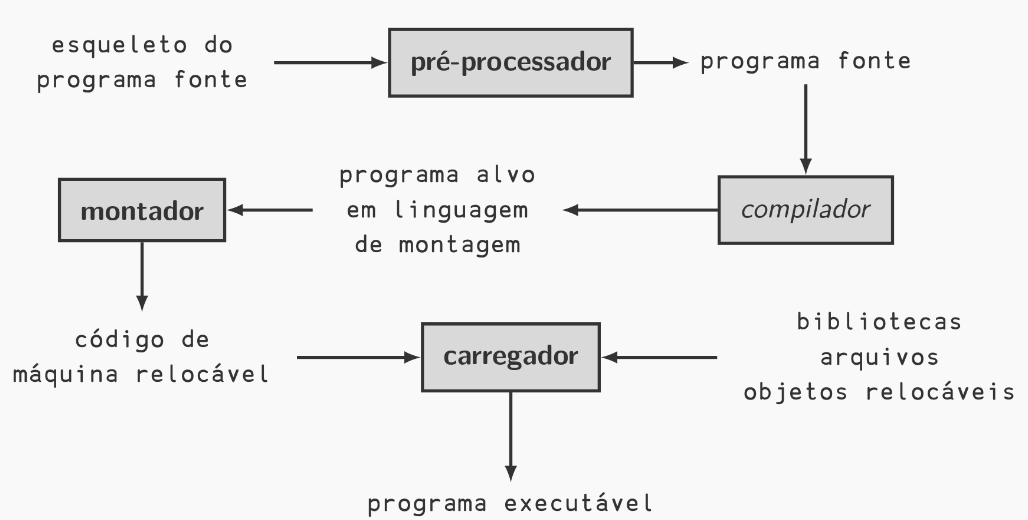 esqueleto do
programa fonte
pré-processador
programa fonte
compilador
programa alvo
em linguagem
de montagem
montador
código de
máquina relocável
carregador
bibliotecas
arquivos
objetos relocáveis
programa executável